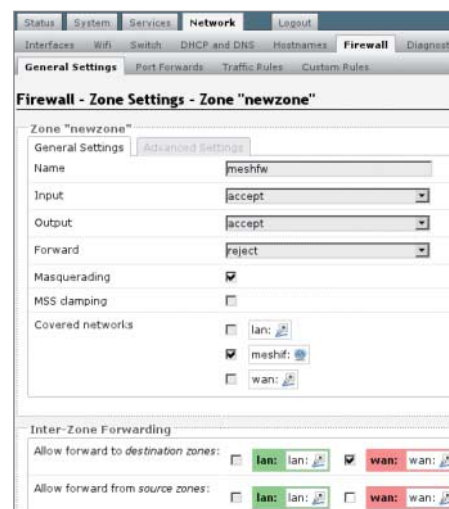 Status System Services Network Logout
Interfaces Wifi Switch DHCP and DNS Hostnames Firewall Diagnost
General Settings Port Forwards Traffic Rules Custom Rules
Firewall - Zone Settings - Zone "newzone"
Zone "newzone"
General Settings Advanced Settings
Name meshfw
Input accept
Output accept
Forward reject
Masquerading
MSS clamping
Covered networks lan:
meshif:
wan:
Inter-Zone Forwarding
Allow forward to destination zones: lan: lan: wan: wan:
Allow forward from source zones: lan: lan: wan: wan: